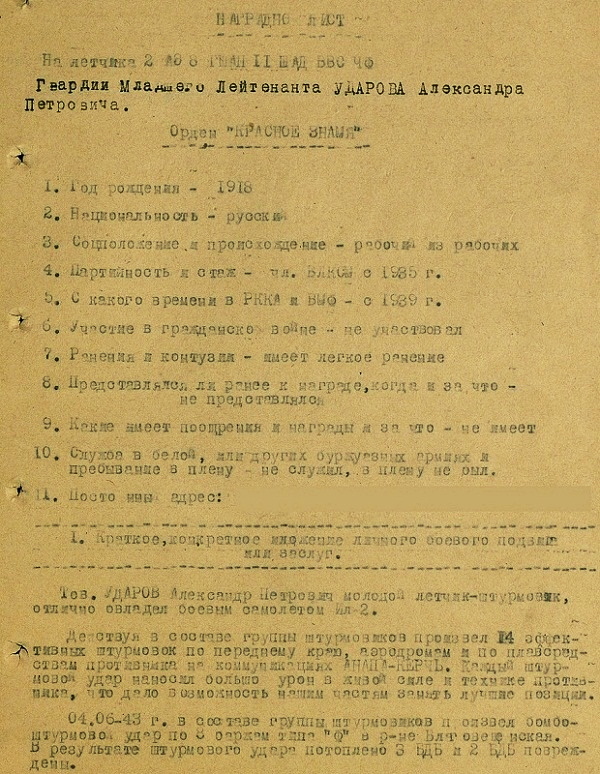 НАГРАДНОЙ ЛИСТ
На летчика 2 АЭ 8 ГШАП 11 ШАД ВВС ЧФ
Гвардии Младшего Лейтенанта УДАРОВА Александра
Петровича.
Орден "КРАСНОЕ ЗНАМЯ"
1. Год рождения - 1918
2. Национальность - русский
3. Соцположение и происхождение - рабочий из рабочих
4. Партийность и стаж - чл. ВЛКСМ с 1935 г.
5. С какого времени в РККА и ВМФ - с 1939 г.
6. Участие в гражданской войне - не участвовал
7. Ранения и контузии - имеет легкое ранение
8. Представлялся ли ранее к награде,когда и за что -
не представлялся
9. Какие имеет поощрения и награды и за что - не имеет
10. Служба в белой, или других буржуазных армиях и
пребывание в плену - не служил, в плену не был.
11. Посто ный адрес:
1. Краткое,конкретное изложение личного боевого подвига
или заслуг.
Тов. УДАРОВ Александр Петрович молодой летчик-штурмовик,
отлично овладел боевым самолетом Ил-2.
Действуя в составе группы штурмовиков произвел 14 эффек-
тивных штурмовок по переднему краю, аэродромам и по плавсред-
ствам противника на коммуникациях АНАПА-КЕРЧЬ. Каждый штур-
мовой удар наносил большой урон в живой силе и технике против-
ника, что дало возможность нашим частям занять лучшие позиции.
04.06-43 г. в составе группы штурмовиков произвел бомбо-
штурмовой удар по 8 баржам типа "Ф" в р-не Благовещенская.
В результате штурмового удара потоплено 3 БДБ и 2 БДБ повреж-
дены.